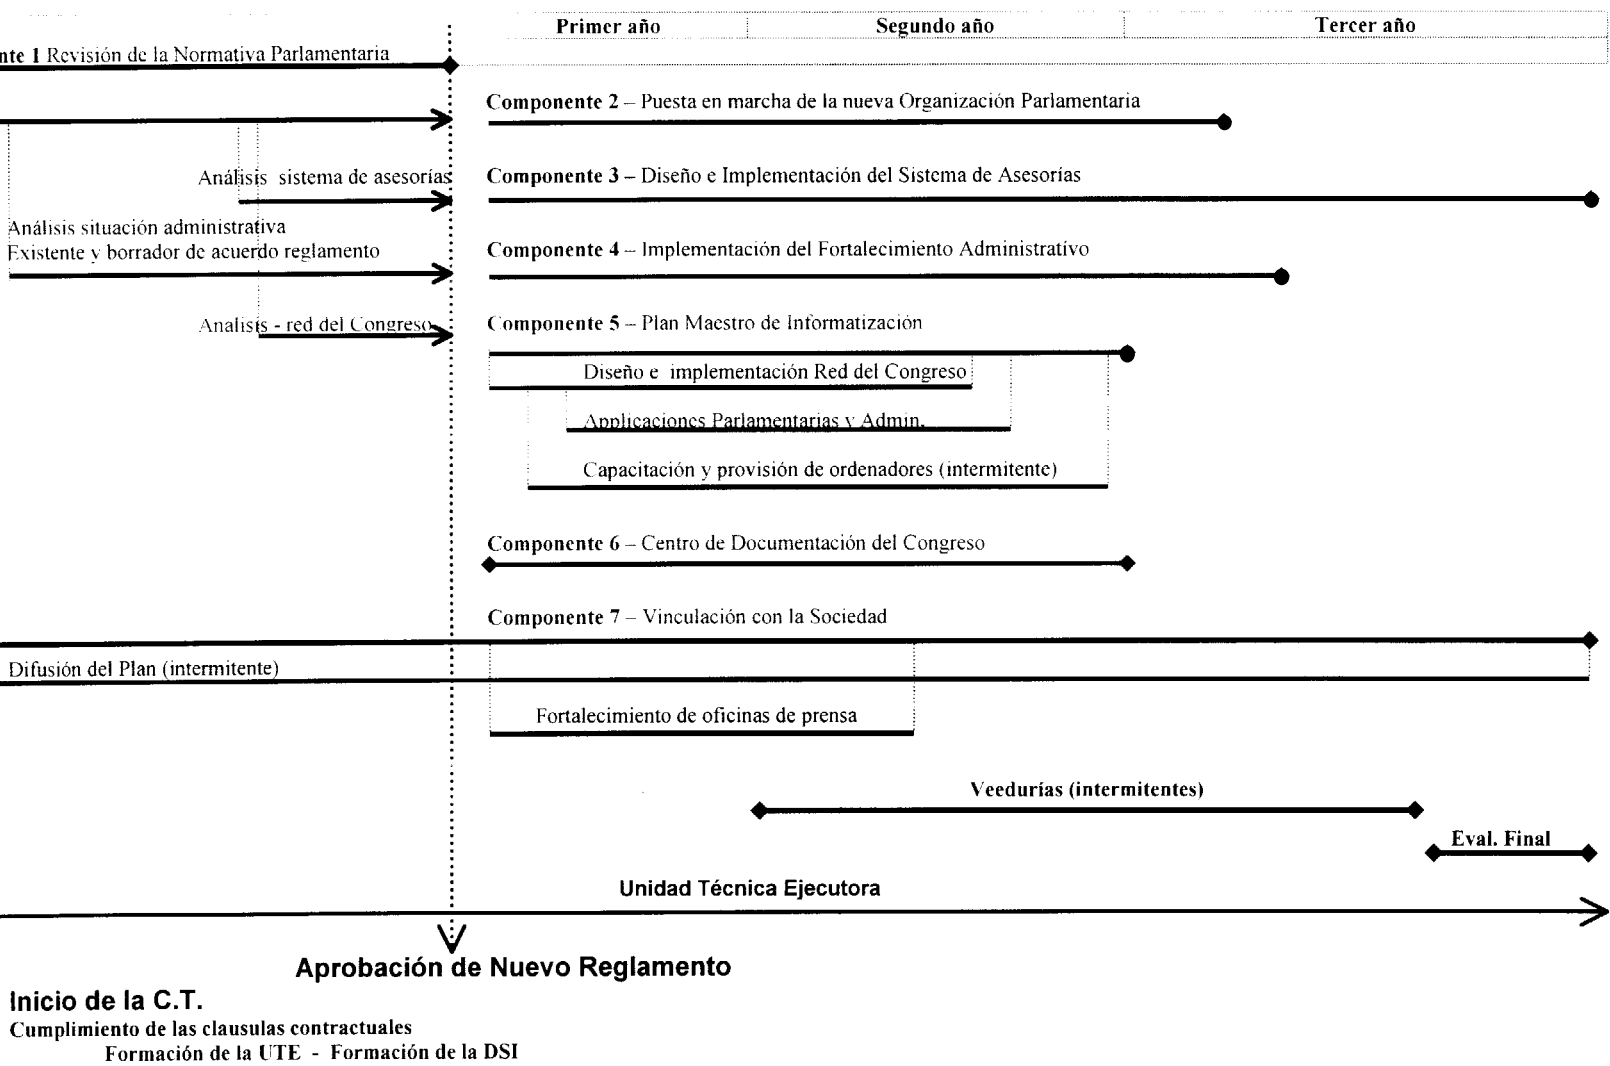 Primer año Segundo año Tercer año
nte 1 Revisión de la Normativa Parlamentaria
Componente 2 – Puesta en marcha de la nueva Organización Parlamentaria
Análisis sistema de asesorías
Componente 3 – Diseño e Implementación del Sistema de Asesorías
Análisis situación administrativa
Existente y borrador de acuerdo reglamento
Componente 4 – Implementación del Fortalecimiento Administrativo
Analisis - red del Congreso
Componente 5 – Plan Maestro de Informatización
Diseño e implementación Red del Congreso
Applicaciones Parlamentarias y Admin.
Capacitación y provisión de ordenadores (intermitente)
Componente 6 – Centro de Documentación del Congreso
Componente 7 – Vinculación con la Sociedad
Difusión del Plan (intermitente)
Fortalecimiento de oficinas de prensa
Veedurías (intermitentes)
Eval. Final
Unidad Técnica Ejecutora
Aprobación de Nuevo Reglamento
Inicio de la C.T.
Cumplimiento de las clausulas contractuales
Formación de la UTE - Formación de la DSI